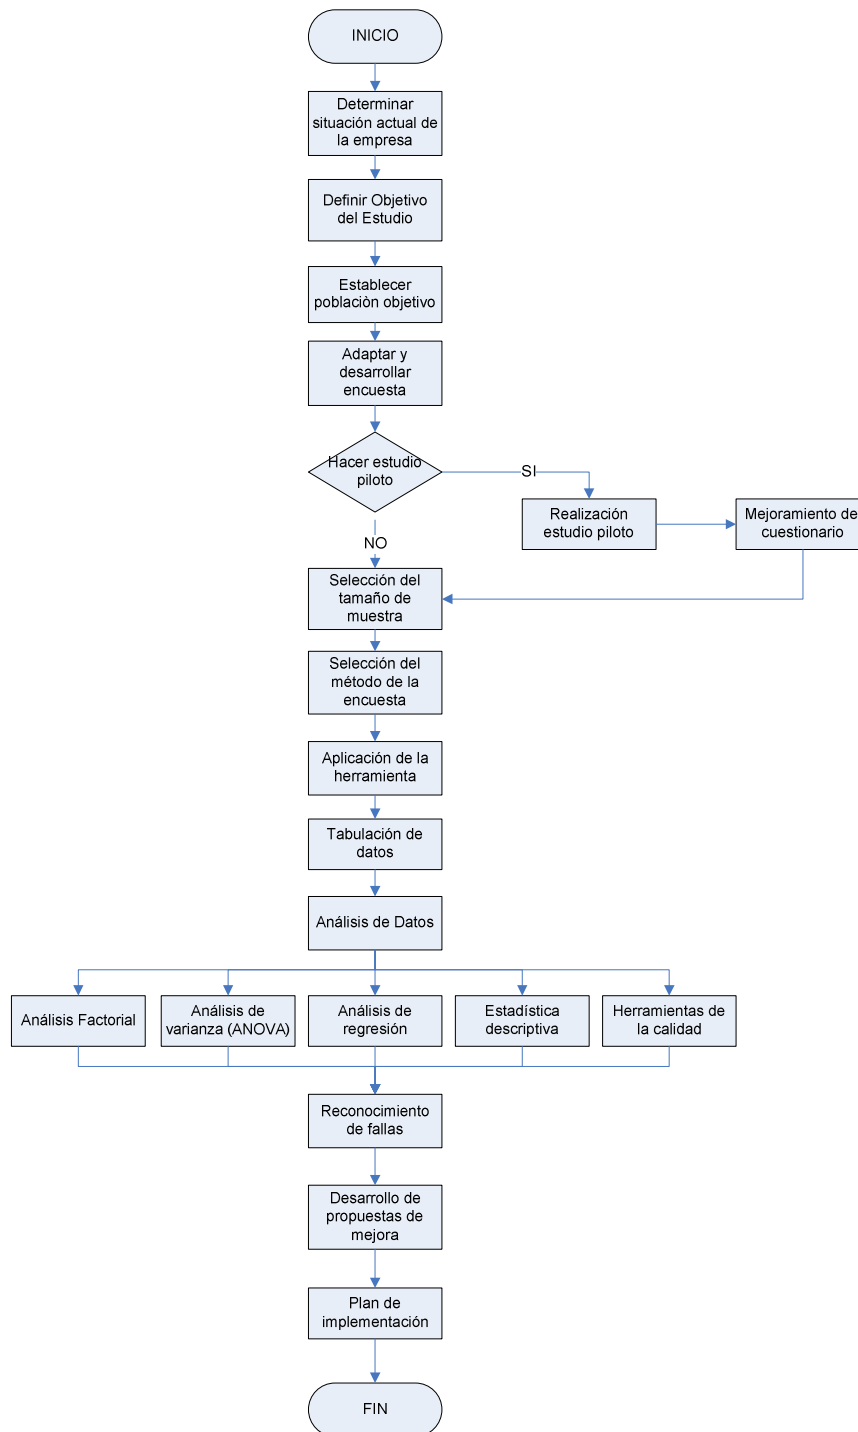 INICIO
Determinar
situación actual de
la empresa
Definir Objetivo
del Estudio
Establecer
poblaciòn objetivo
Adaptar y
desarrollar
encuesta
Hacer estudio
piloto
SI
Realización
estudio piloto
Mejoramiento de
cuestionario
NO
Selección del
tamaño de
muestra
Selección del
método de la
encuesta
Aplicación de la
herramienta
Tabulación de
datos
Análisis de Datos
Análisis Factorial
Análisis de
varianza (ANOVA)
Análisis de
regresión
Estadística
descriptiva
Herramientas de
la calidad
Reconocimiento
de fallas
Desarrollo de
propuestas de
mejora
Plan de
implementación
FIN